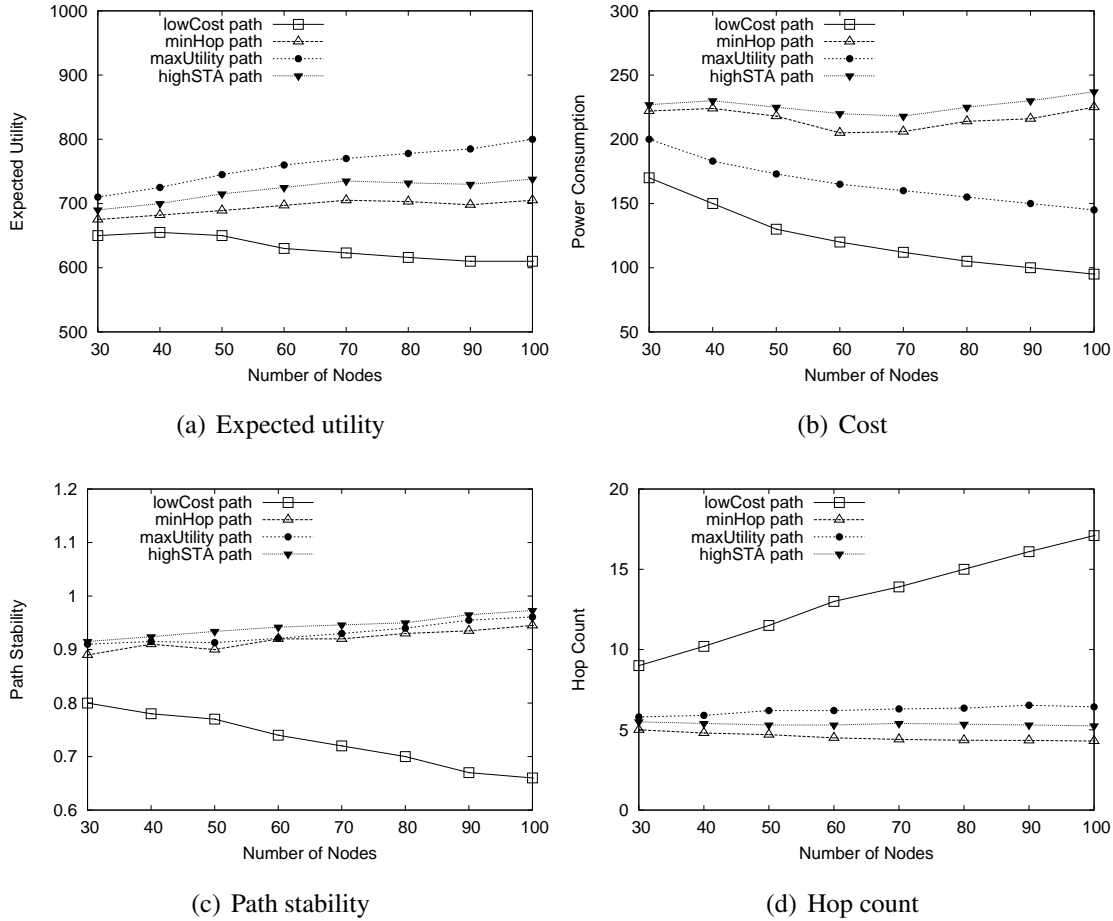 1000
900
800
700
600
500
Expected Utility
lowCost path
minHop path
maxUtility path
highSTA path
30 40 50 60 70 80 90 100
Number of Nodes
(a) Expected utility
300
250
200
150
100
50
Power Consumption
lowCost path
minHop path
maxUtility path
highSTA path
30 40 50 60 70 80 90 100
Number of Nodes
(b) Cost
1.2
1.1
1
0.9
0.8
0.7
0.6
Path Stability
lowCost path
minHop path
maxUtility path
highSTA path
30 40 50 60 70 80 90 100
Number of Nodes
(c) Path stability
20
15
10
5
0
Hop Count
lowCost path
minHop path
maxUtility path
highSTA path
30 40 50 60 70 80 90 100
Number of Nodes
(d) Hop count